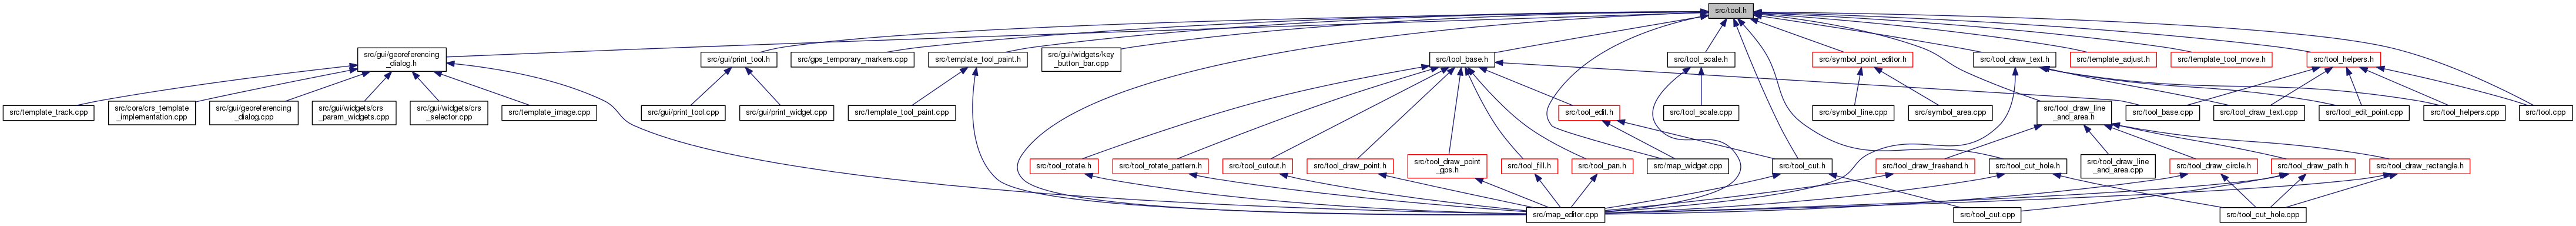 src/tool.h
src/gui/georeferencing
_dialog.h
src/gui/print_tool.h
src/gps_temporary_markers.cpp
src/template_tool_paint.h
src/gui/widgets/key
_button_bar.cpp
src/tool_base.h
src/tool_scale.h
src/symbol_point_editor.h
src/tool_draw_text.h
src/template_adjust.h
src/template_tool_move.h
src/tool_helpers.h
src/template_track.cpp
src/core/crs_template
_implementation.cpp
src/gui/georeferencing
_dialog.cpp
src/gui/widgets/crs
_param_widgets.cpp
src/gui/widgets/crs
_selector.cpp
src/template_image.cpp
src/gui/print_tool.cpp
src/gui/print_widget.cpp
src/template_tool_paint.cpp
src/tool_edit.h
src/tool_scale.cpp
src/symbol_line.cpp
src/symbol_area.cpp
src/tool_draw_line
_and_area.h
src/tool_base.cpp
src/tool_draw_text.cpp
src/tool_edit_point.cpp
src/tool_helpers.cpp
src/tool.cpp
src/tool_rotate.h
src/tool_rotate_pattern.h
src/tool_cutout.h
src/tool_draw_point.h
src/tool_draw_point
_gps.h
src/tool_fill.h
src/tool_pan.h
src/map_widget.cpp
src/tool_cut.h
src/tool_draw_freehand.h
src/tool_cut_hole.h
src/tool_draw_line
_and_area.cpp
src/tool_draw_circle.h
src/tool_draw_path.h
src/tool_draw_rectangle.h
src/map_editor.cpp
src/tool_cut.cpp
src/tool_cut_hole.cpp